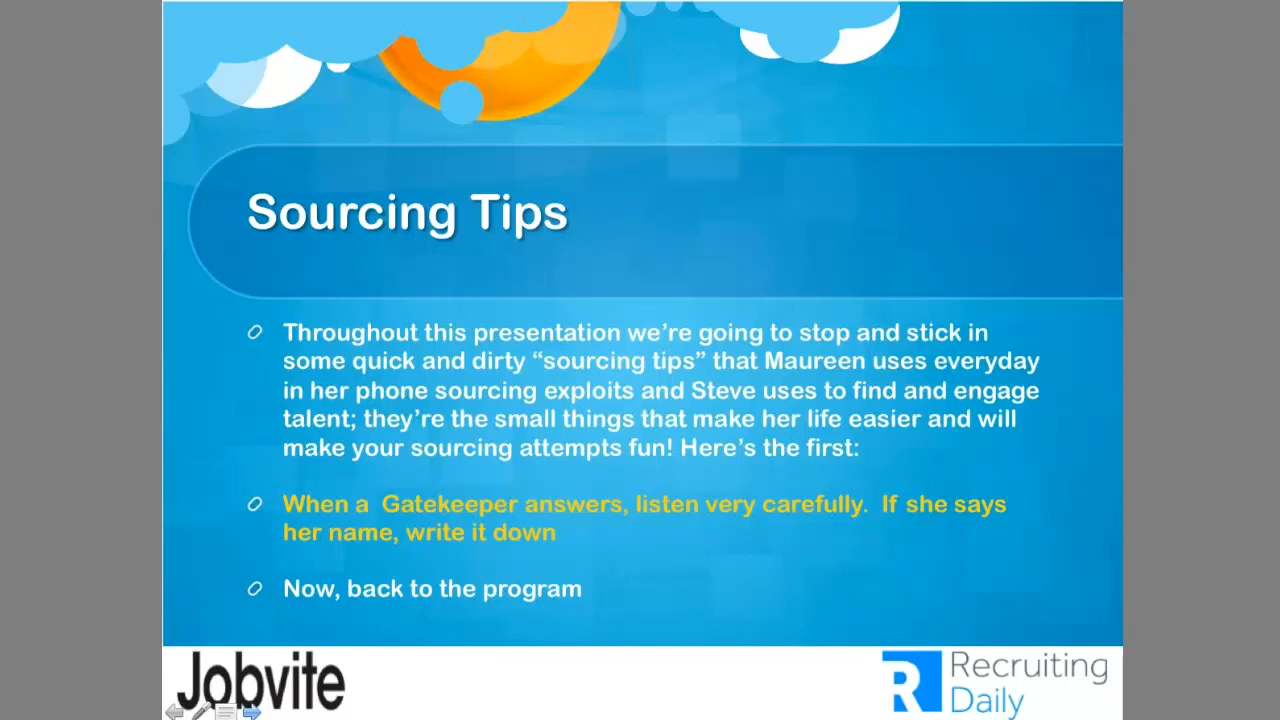 Sourcing Tips
Throughout this presentation we're going to stop and stick in
some quick and dirty “sourcing tips” that Maureen uses everyday
in her phone sourcing exploits and Steve uses to find and engage
talent; they're the small things that make her life easier and will
make your sourcing attempts fun! Here's the first:
When a  Gatekeeper answers, listen very carefully.  If she says
her name, write it down
Now, back to the program
Jobvite
R Recruiting
Daily